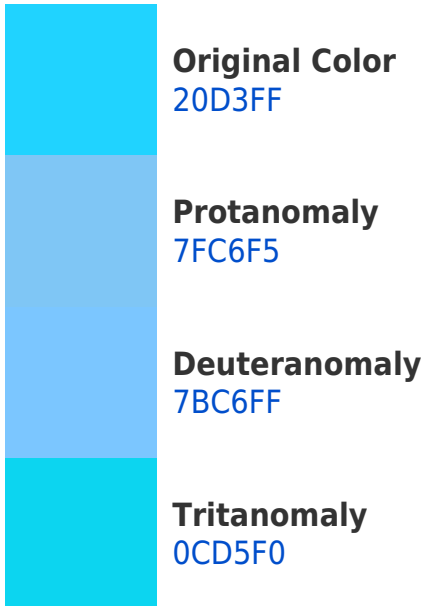 Original Color
20D3FF
Protanomaly
7FC6F5
Deuteranomaly
7BC6FF
Tritanomaly
0CD5F0